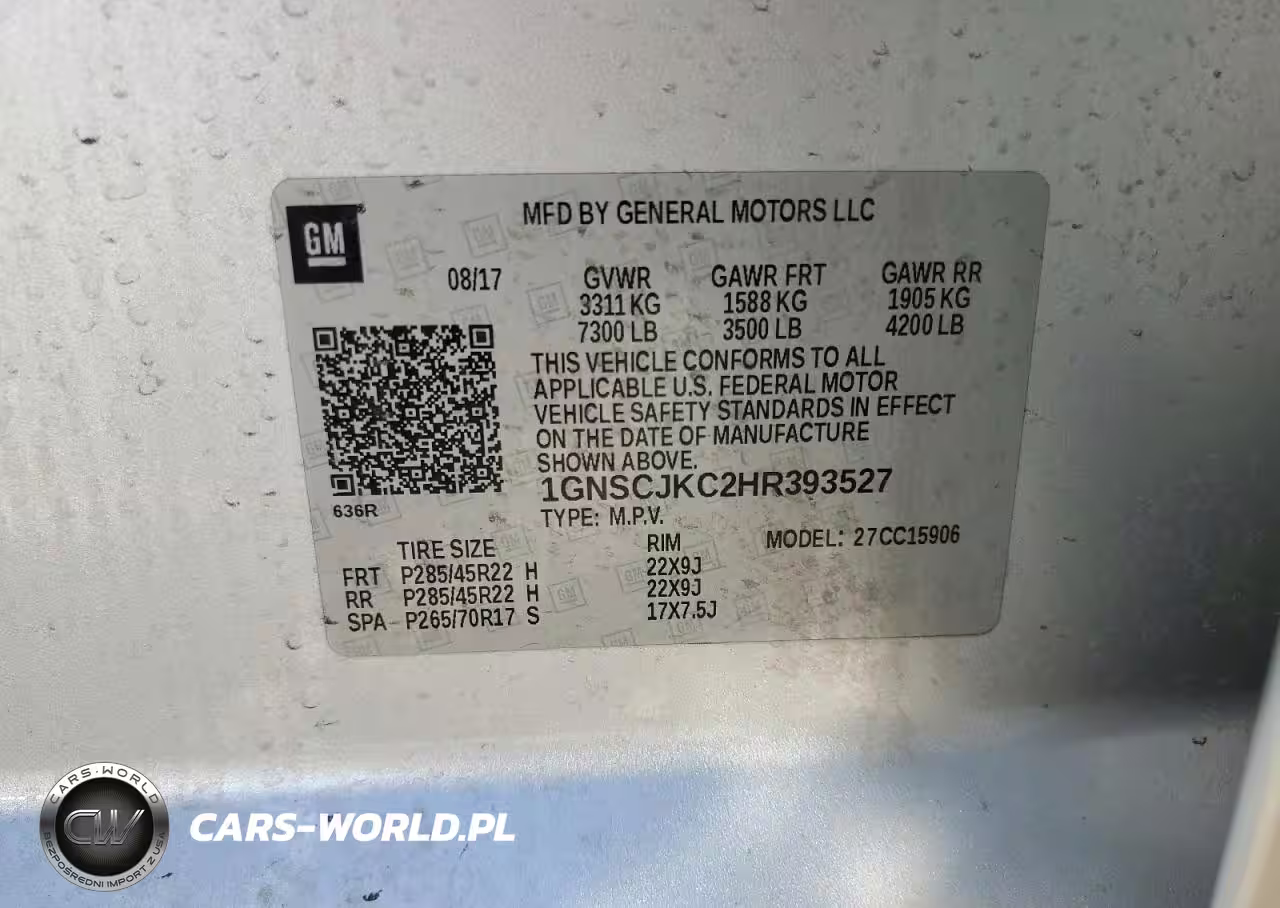 GM
MFD BY GENERAL MOTORS LLC
08/17 GVWR GAWR FRT GAWR RR
3311 KG 1588 KG 1905 KG
7300 LB 3500 LB 4200 LB
THIS VEHICLE CONFORMS TO ALL
APPLICABLE U.S. FEDERAL MOTOR
VEHICLE SAFETY STANDARDS IN EFFECT
ON THE DATE OF MANUFACTURE
SHOWN ABOVE.
1GNSCJKC2HR393527
636R
TYPE: M.P.V.
TIRE SIZE RIM MODEL: 27CC15906
FRT P285/45R22 H 22X9J
RR P285/45R22 H 22X9J
SPA P265/70R17 S 17X7.5J
CARS-WORLD
CW
BEZPOŚREDNI IMPORT Z USA
CARS-WORLD.PL